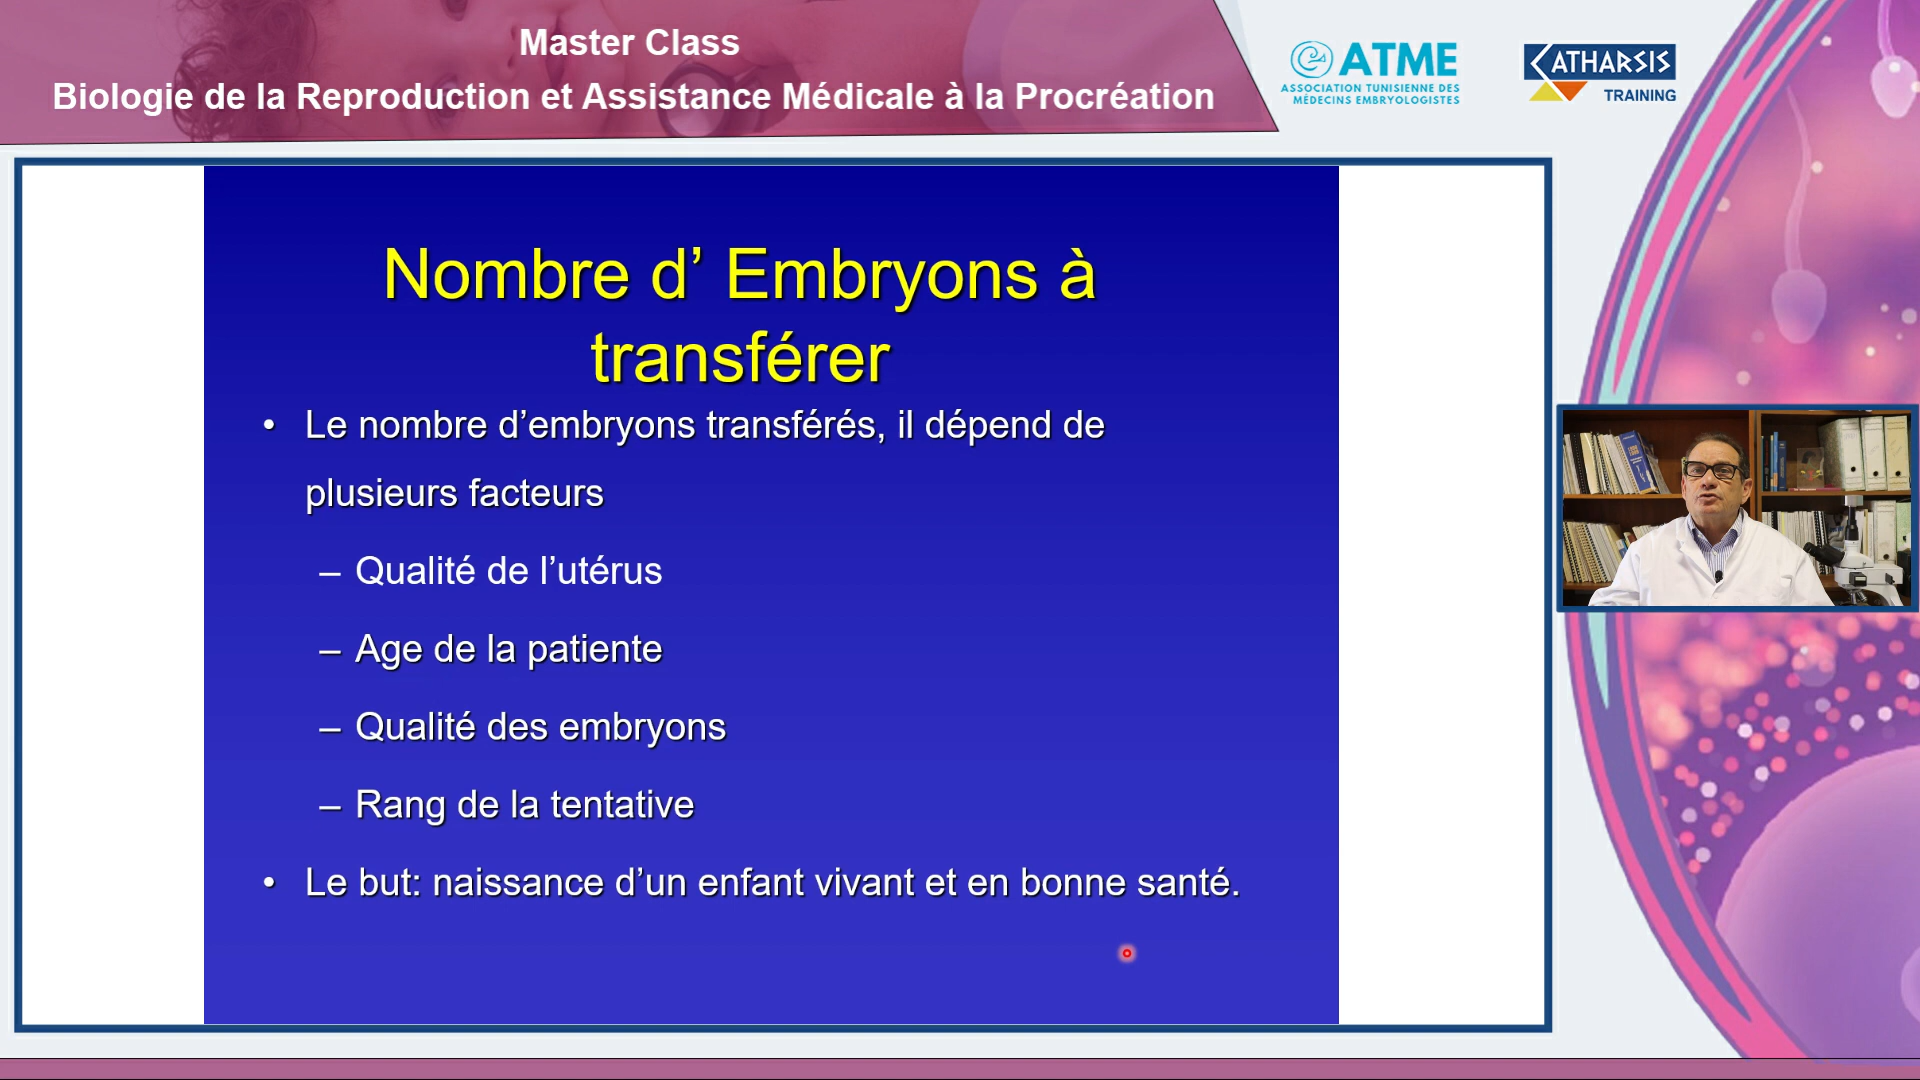 Master Class
Biologie de la Reproduction et Assistance Médicale à la Procréation
ATME
ASSOCIATION TUNISIENNE DES
MÉDECINS EMBRYOLOGISTES
KATHARSIS
TRAINING
Nombre d’ Embryons à
transférer
• Le nombre d’embryons transférés, il dépend de
plusieurs facteurs
– Qualité de l’utérus
– Age de la patiente
– Qualité des embryons
– Rang de la tentative
• Le but: naissance d’un enfant vivant et en bonne santé.